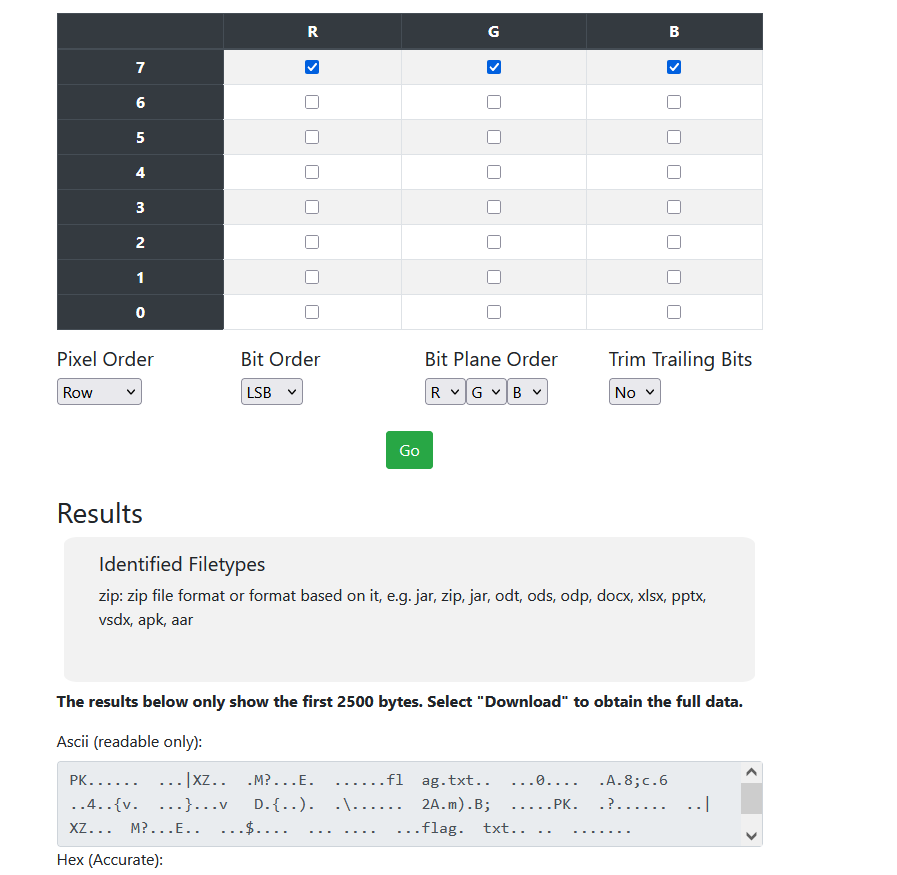 R G B
7
6
5
4
3
2
1
0
Pixel Order Bit Order Bit Plane Order Trim Trailing Bits
Row LSB R G B No
Go
Results
Identified Filetypes
zip: zip file format or format based on it, e.g. jar, zip, jar, odt, ods, odp, docx, xlsx, pptx,
vsdx, apk, aar
The results below only show the first 2500 bytes. Select "Download" to obtain the full data.
Ascii (readable only):
PK...... ...|XZ.. .M?...E. ......fl ag.txt.. ...0.... .A.8;c.6
..4..{v. ...}...v D.{..). .\...... 2A.m).B; .....PK. .?...... ..|
XZ... M?...E.. ...$.... ... .... ...flag. txt.. .. .......
Hex (Accurate):